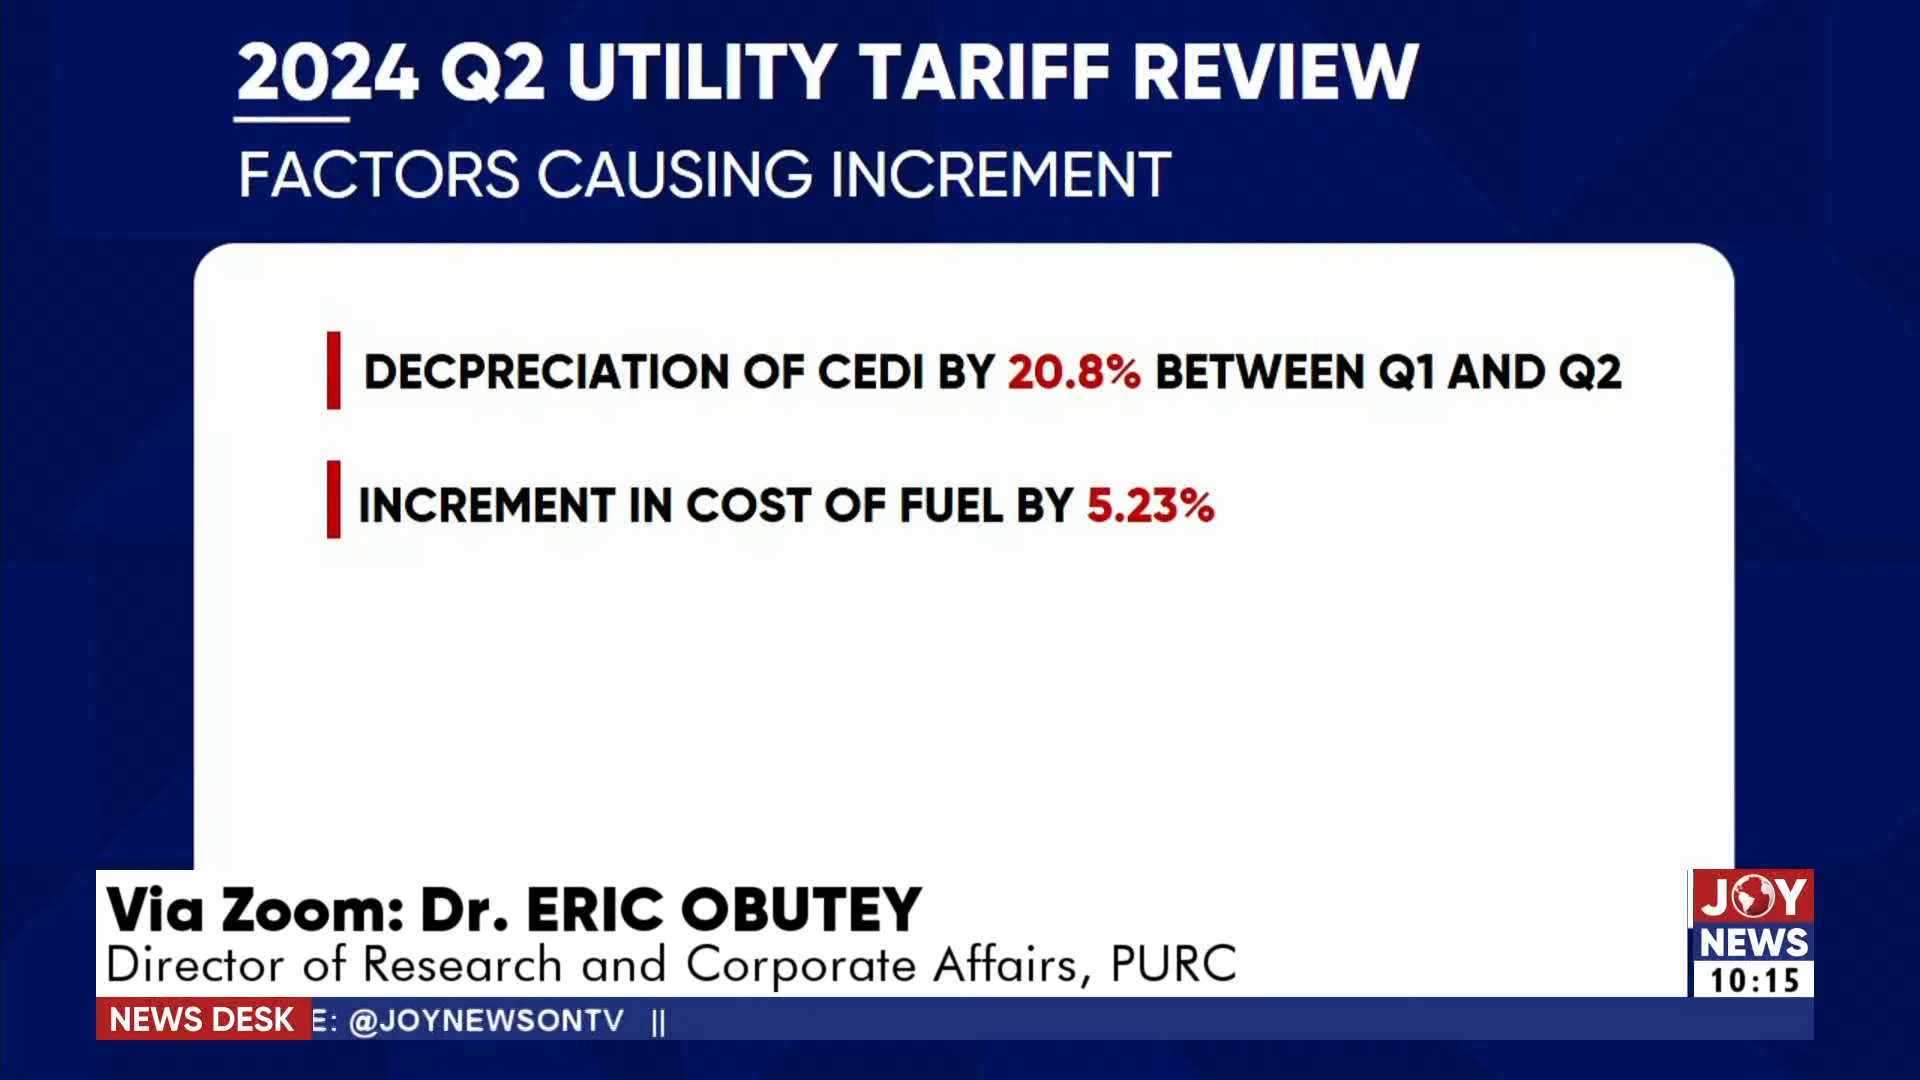 2024 Q2 UTILITY TARIFF REVIEW
FACTORS CAUSING INCREMENT
DECPRECIATION OF CEDI BY 20.8% BETWEEN Q1 AND Q2
INCREMENT IN COST OF FUEL BY 5.23%
Via Zoom: Dr. ERIC OBUTEY
Director of Research and Corporate Affairs, PURC
JOY
NEWS
10:15
NEWS DESK E: @JOYNEWSONTV ||